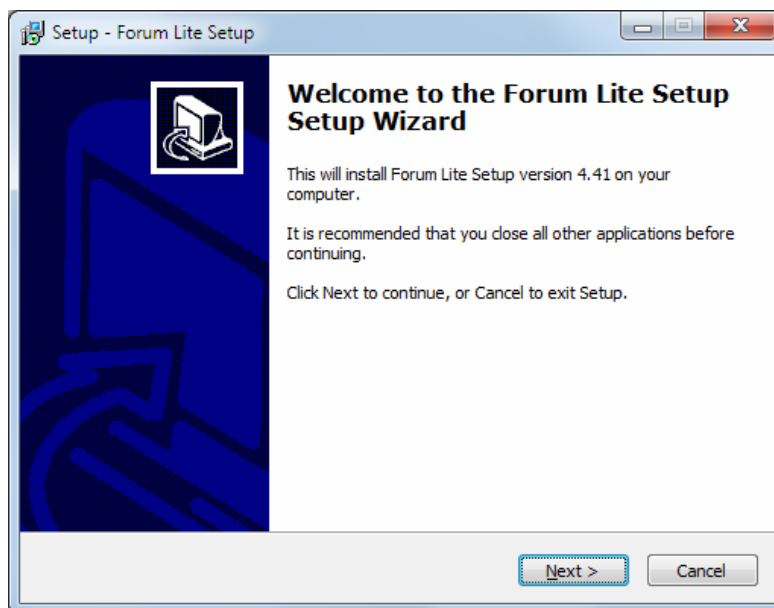 Setup - Forum Lite Setup
Welcome to the Forum Lite Setup
Setup Wizard
This will install Forum Lite Setup version 4.41 on your
computer.
It is recommended that you close all other applications before
continuing.
Click Next to continue, or Cancel to exit Setup.
Next >
Cancel